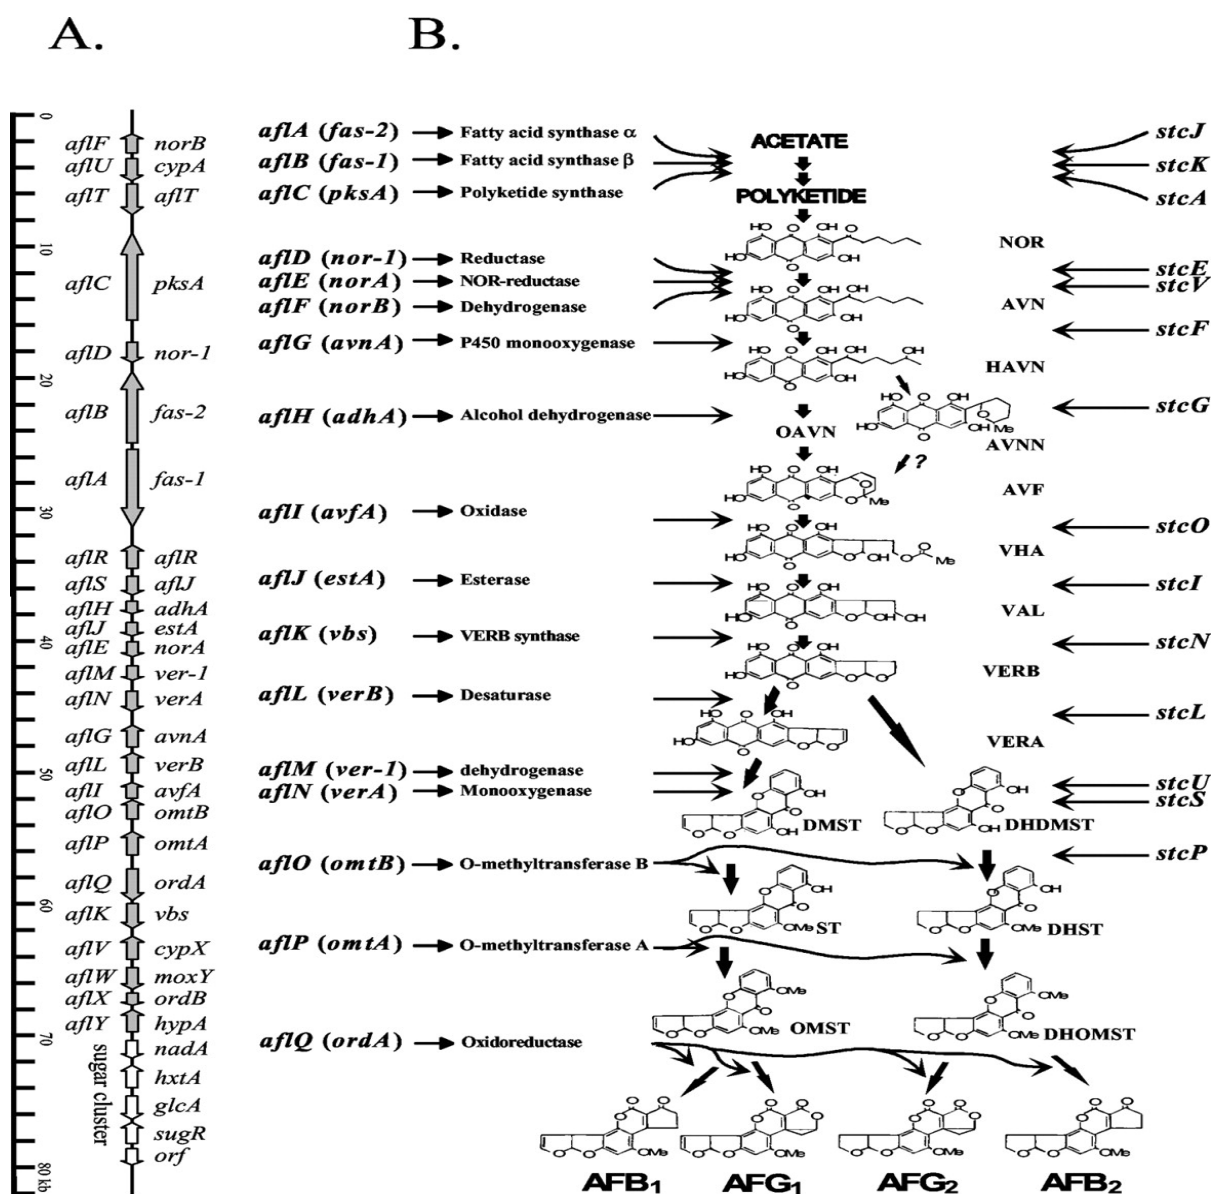 A.
B.
0
10
20
30
40
50
60
70
80 kb
aflF norB
aflU cypA
aflT aflT
aflC pksA
aflD nor-1
aflB fas-2
aflA fas-1
aflR aflR
aflS aflJ
aflH adhA
aflJ estA
aflE norA
aflM ver-1
aflN verA
aflG avnA
aflL verB
aflI avfA
aflO omtB
aflP omtA
aflQ ordA
aflK vbs
aflV cypX
aflW moxY
aflX ordB
aflY hypA
sugar cluster
nadA
hxtA
glcA
sugR
orf
aflA (fas-2) Fatty acid synthase α
aflB (fas-1) Fatty acid synthase β
aflC (pksA) Polyketide synthase
aflD (nor-1) Reductase
aflE (norA) NOR-reductase
aflF (norB) Dehydrogenase
aflG (avnA) P450 monooxygenase
aflH (adhA) Alcohol dehydrogenase
aflI (avfA) Oxidase
aflJ (estA) Esterase
aflK (vbs) VERB synthase
aflL (verB) Desaturase
aflM (ver-1) dehydrogenase
aflN (verA) Monooxygenase
aflO (omtB) O-methyltransferase B
aflP (omtA) O-methyltransferase A
aflQ (ordA) Oxidoreductase
ACETATE
POLYKETIDE
NOR
AVN
HAVN
OAVN
AVNN
?
AVF
VHA
VAL
VERB
VERA
DMST DHDMST
ST DHST
OMST DHOMST
AFB1 AFG1 AFG2 AFB2
stcJ
stcK
stcA
stcE
stcV
stcF
stcG
stcO
stcI
stcN
stcL
stcU
stcS
stcP